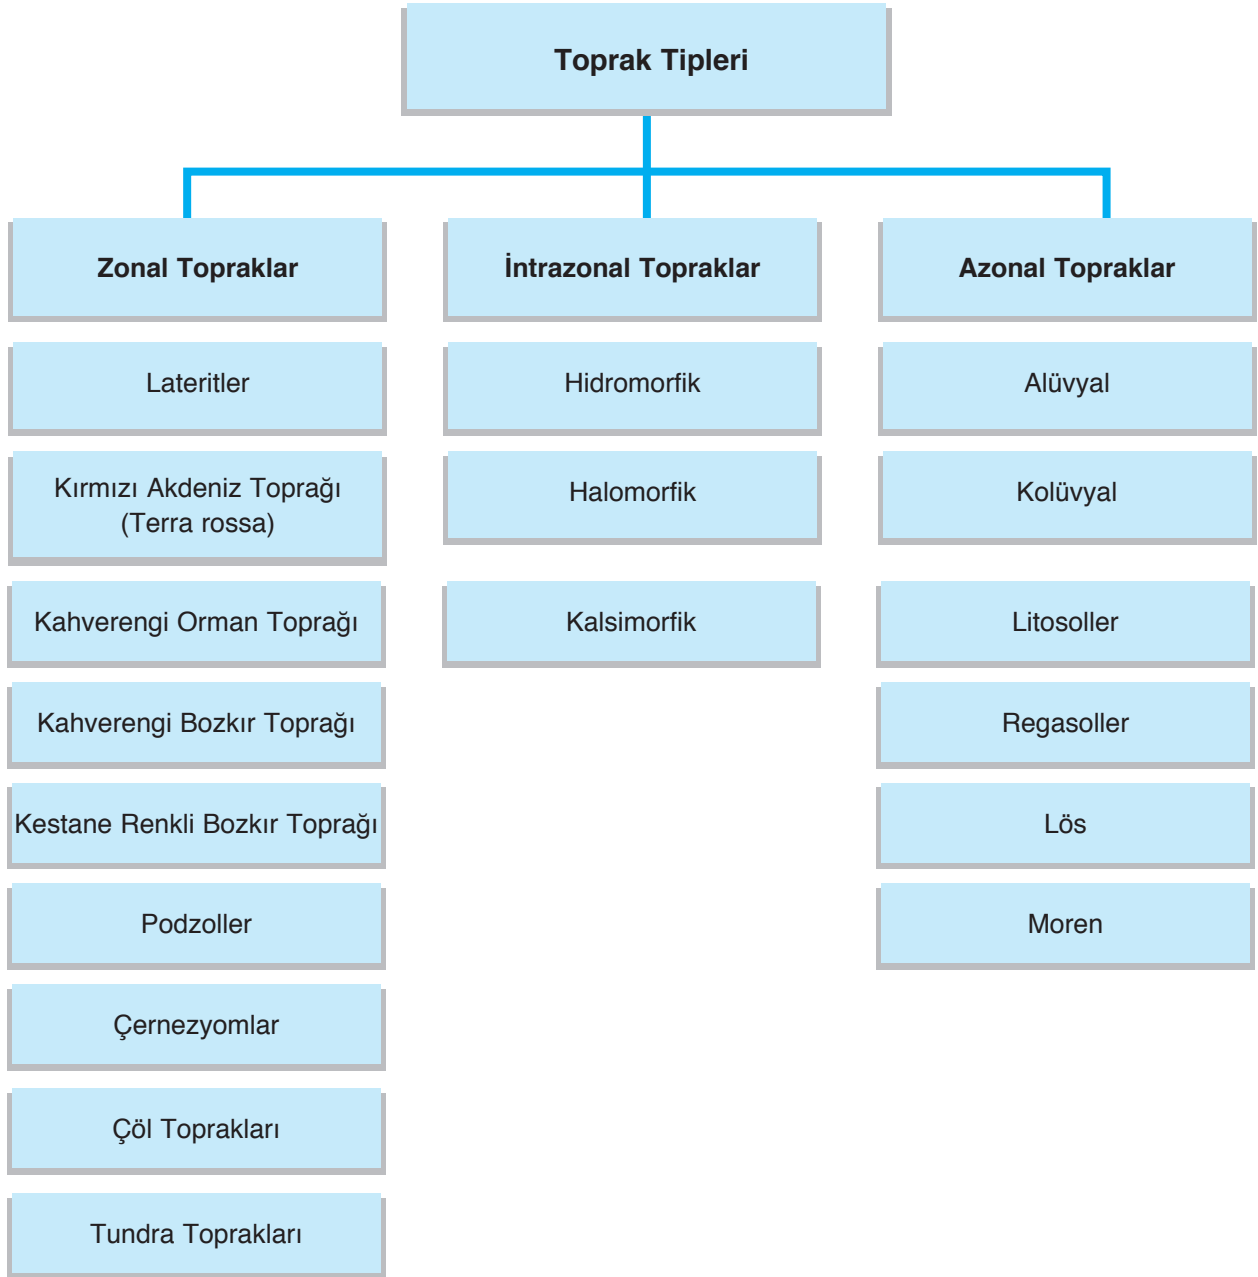 Toprak Tipleri
Zonal Topraklar
İntrazonal Topraklar
Azonal Topraklar
Lateritler
Hidromorfik
Alüvyal
Kırmızı Akdeniz Toprağı
(Terra rossa)
Halomorfik
Kolüvyal
Kahverengi Orman Toprağı
Kalsimorfik
Litosoller
Kahverengi Bozkır Toprağı
Regasoller
Kestane Renkli Bozkır Toprağı
Lös
Podzoller
Moren
Çernezyomlar
Çöl Toprakları
Tundra Toprakları